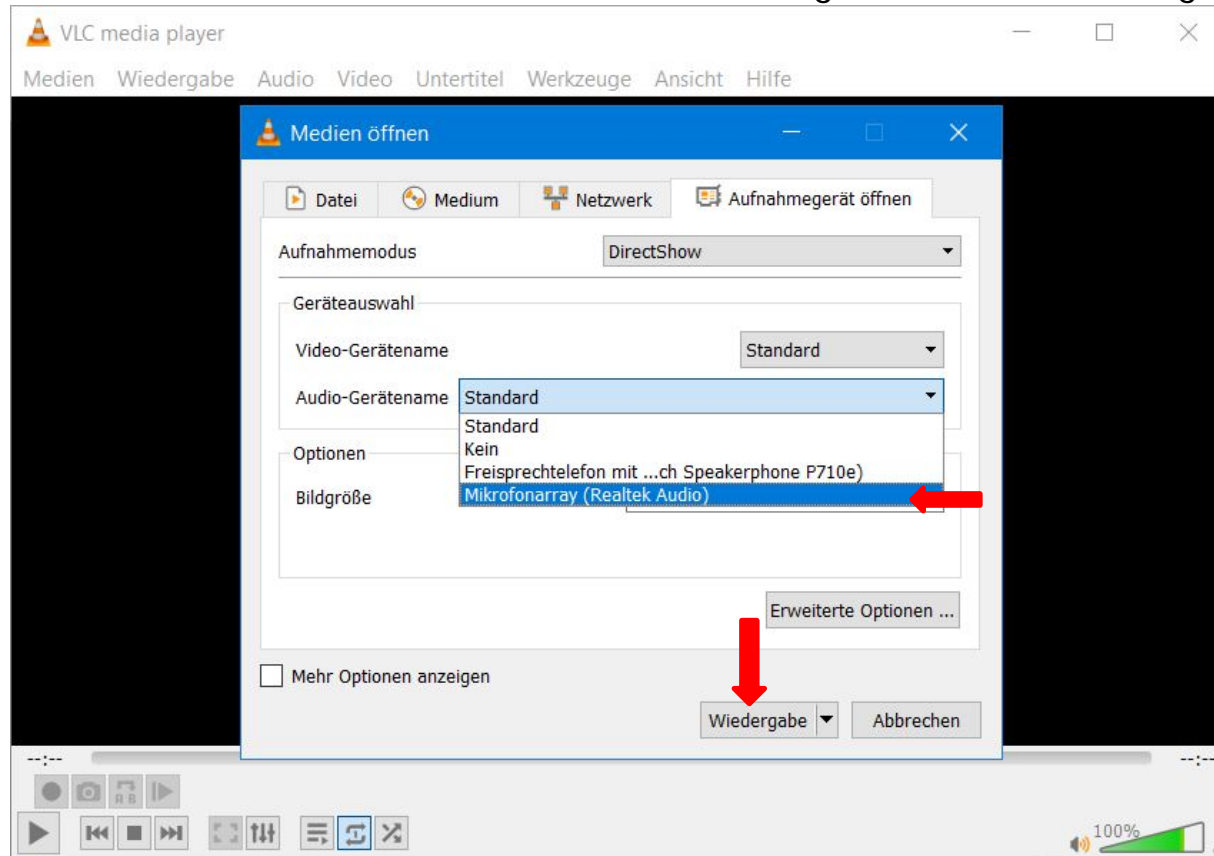 VLC media player
Medien Wiedergabe Audio Video Untertitel Werkzeuge Ansicht Hilfe
Medien öffnen
Datei Medium Netzwerk Aufnahmegerät öffnen
Aufnahmemodus DirectShow
Geräteauswahl
Video-Gerätename Standard
Audio-Gerätename Standard
Standard
Kein
Freisprechtelefon mit ...ch Speakerphone P710e)
Mikrofonarray (Realtek Audio)
Optionen
Bildgröße
Erweiterte Optionen ...
Mehr Optionen anzeigen
Wiedergabe Abbrechen
--:-- --:--
A B
100%